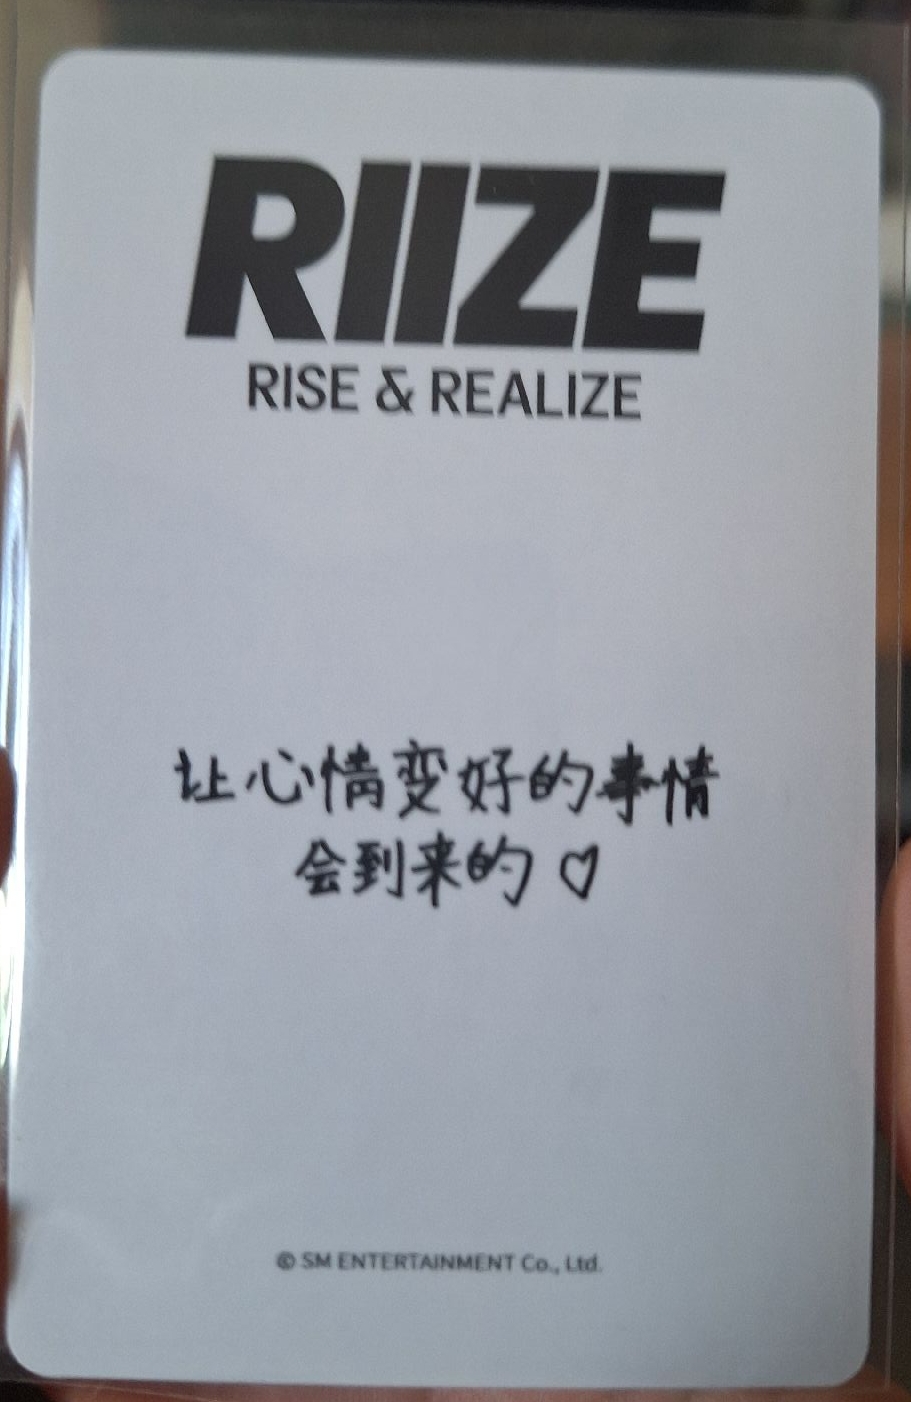 RIIZE
RISE & REALIZE
让心情变好的事情
会到来的 ♡
© SM ENTERTAINMENT Co., Ltd.